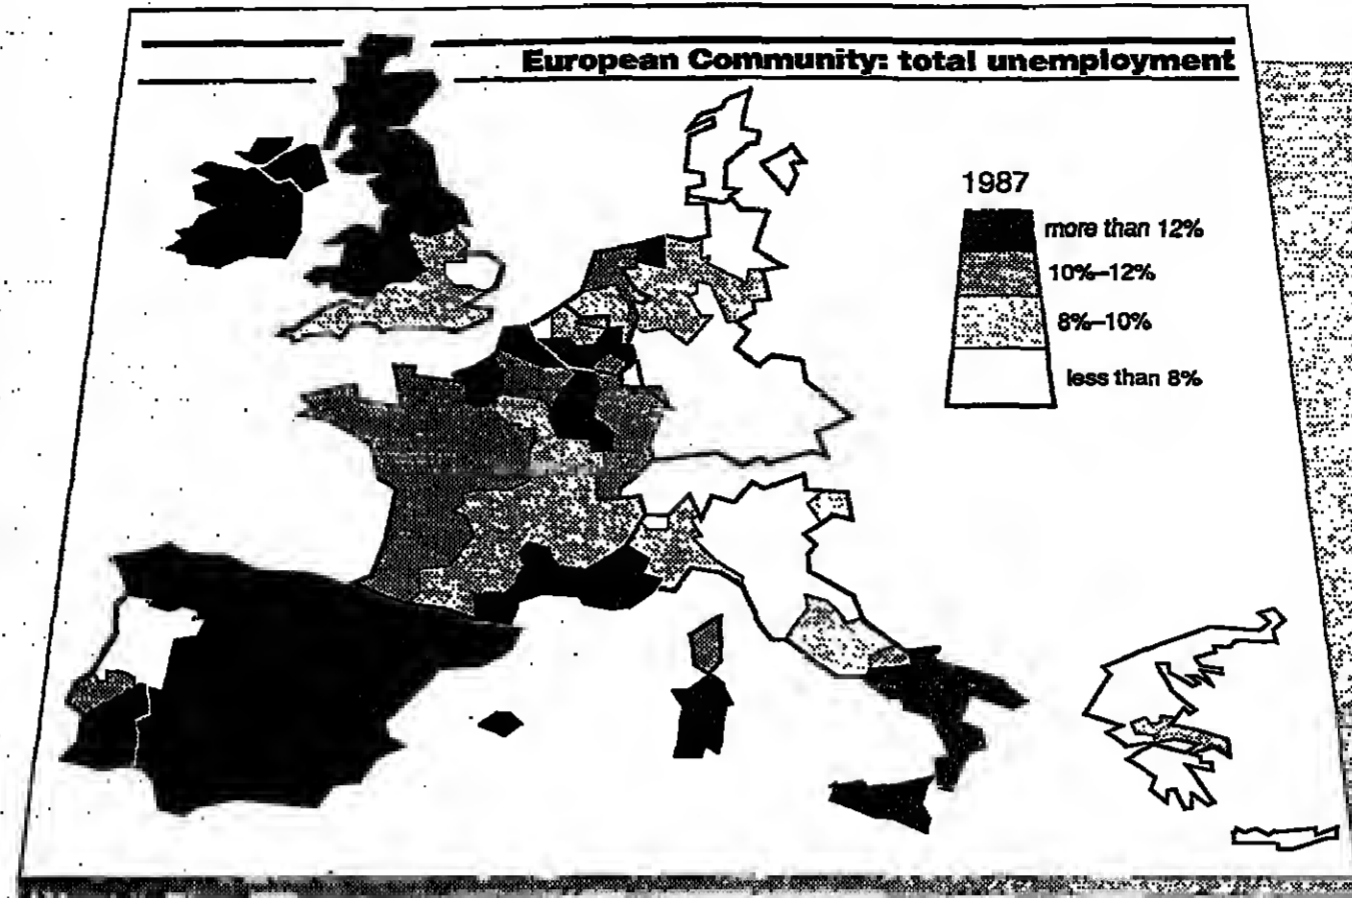 European Community: total unemployment
1987
more than 12%
10%–12%
8%–10%
less than 8%